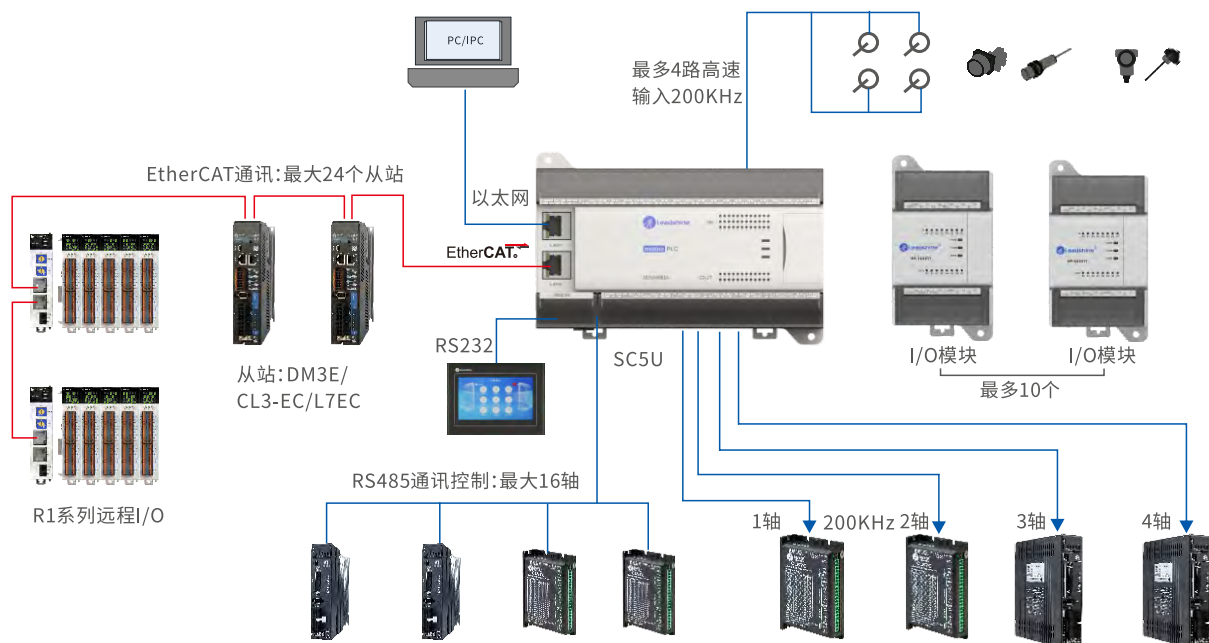 PC/IPC
最多4路高速
输入200KHz
EtherCAT通讯:最大24个从站
以太网
EtherCAT
Leadshine
PLC
RS232
SC5U
从站:DM3E/
CL3-EC/L7EC
I/O模块
I/O模块
最多10个
RS485通讯控制:最大16轴
R1系列远程I/O
1轴
200KHz
2轴
3轴
4轴